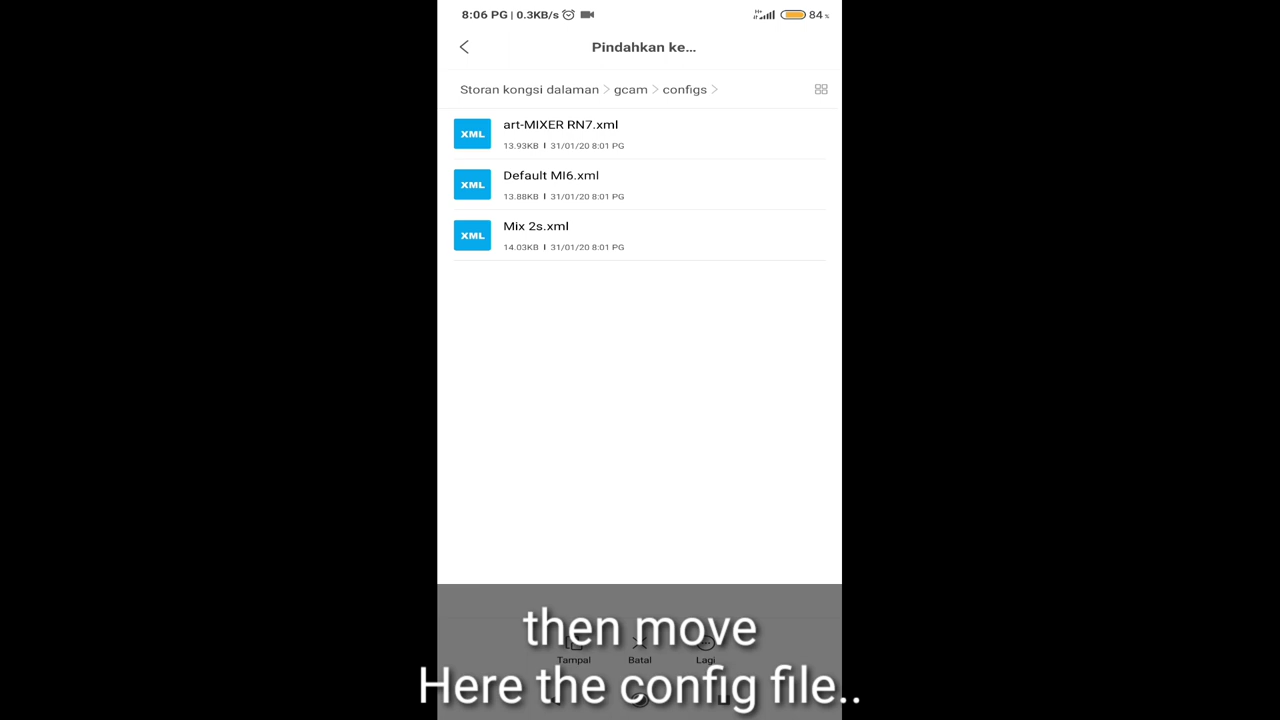 8:06 PG | 0.3KB/s
84
Pindahkan ke...
Storan kongsi dalaman > gcam > configs >
XML
art-MIXER RN7.xml
13.93KB | 31/01/20 8:01 PG
XML
Default MI6.xml
13.88KB | 31/01/20 8:01 PG
XML
Mix 2s.xml
14.03KB | 31/01/20 8:01 PG
then move
Tampal Batal Lagi
Here the config file..